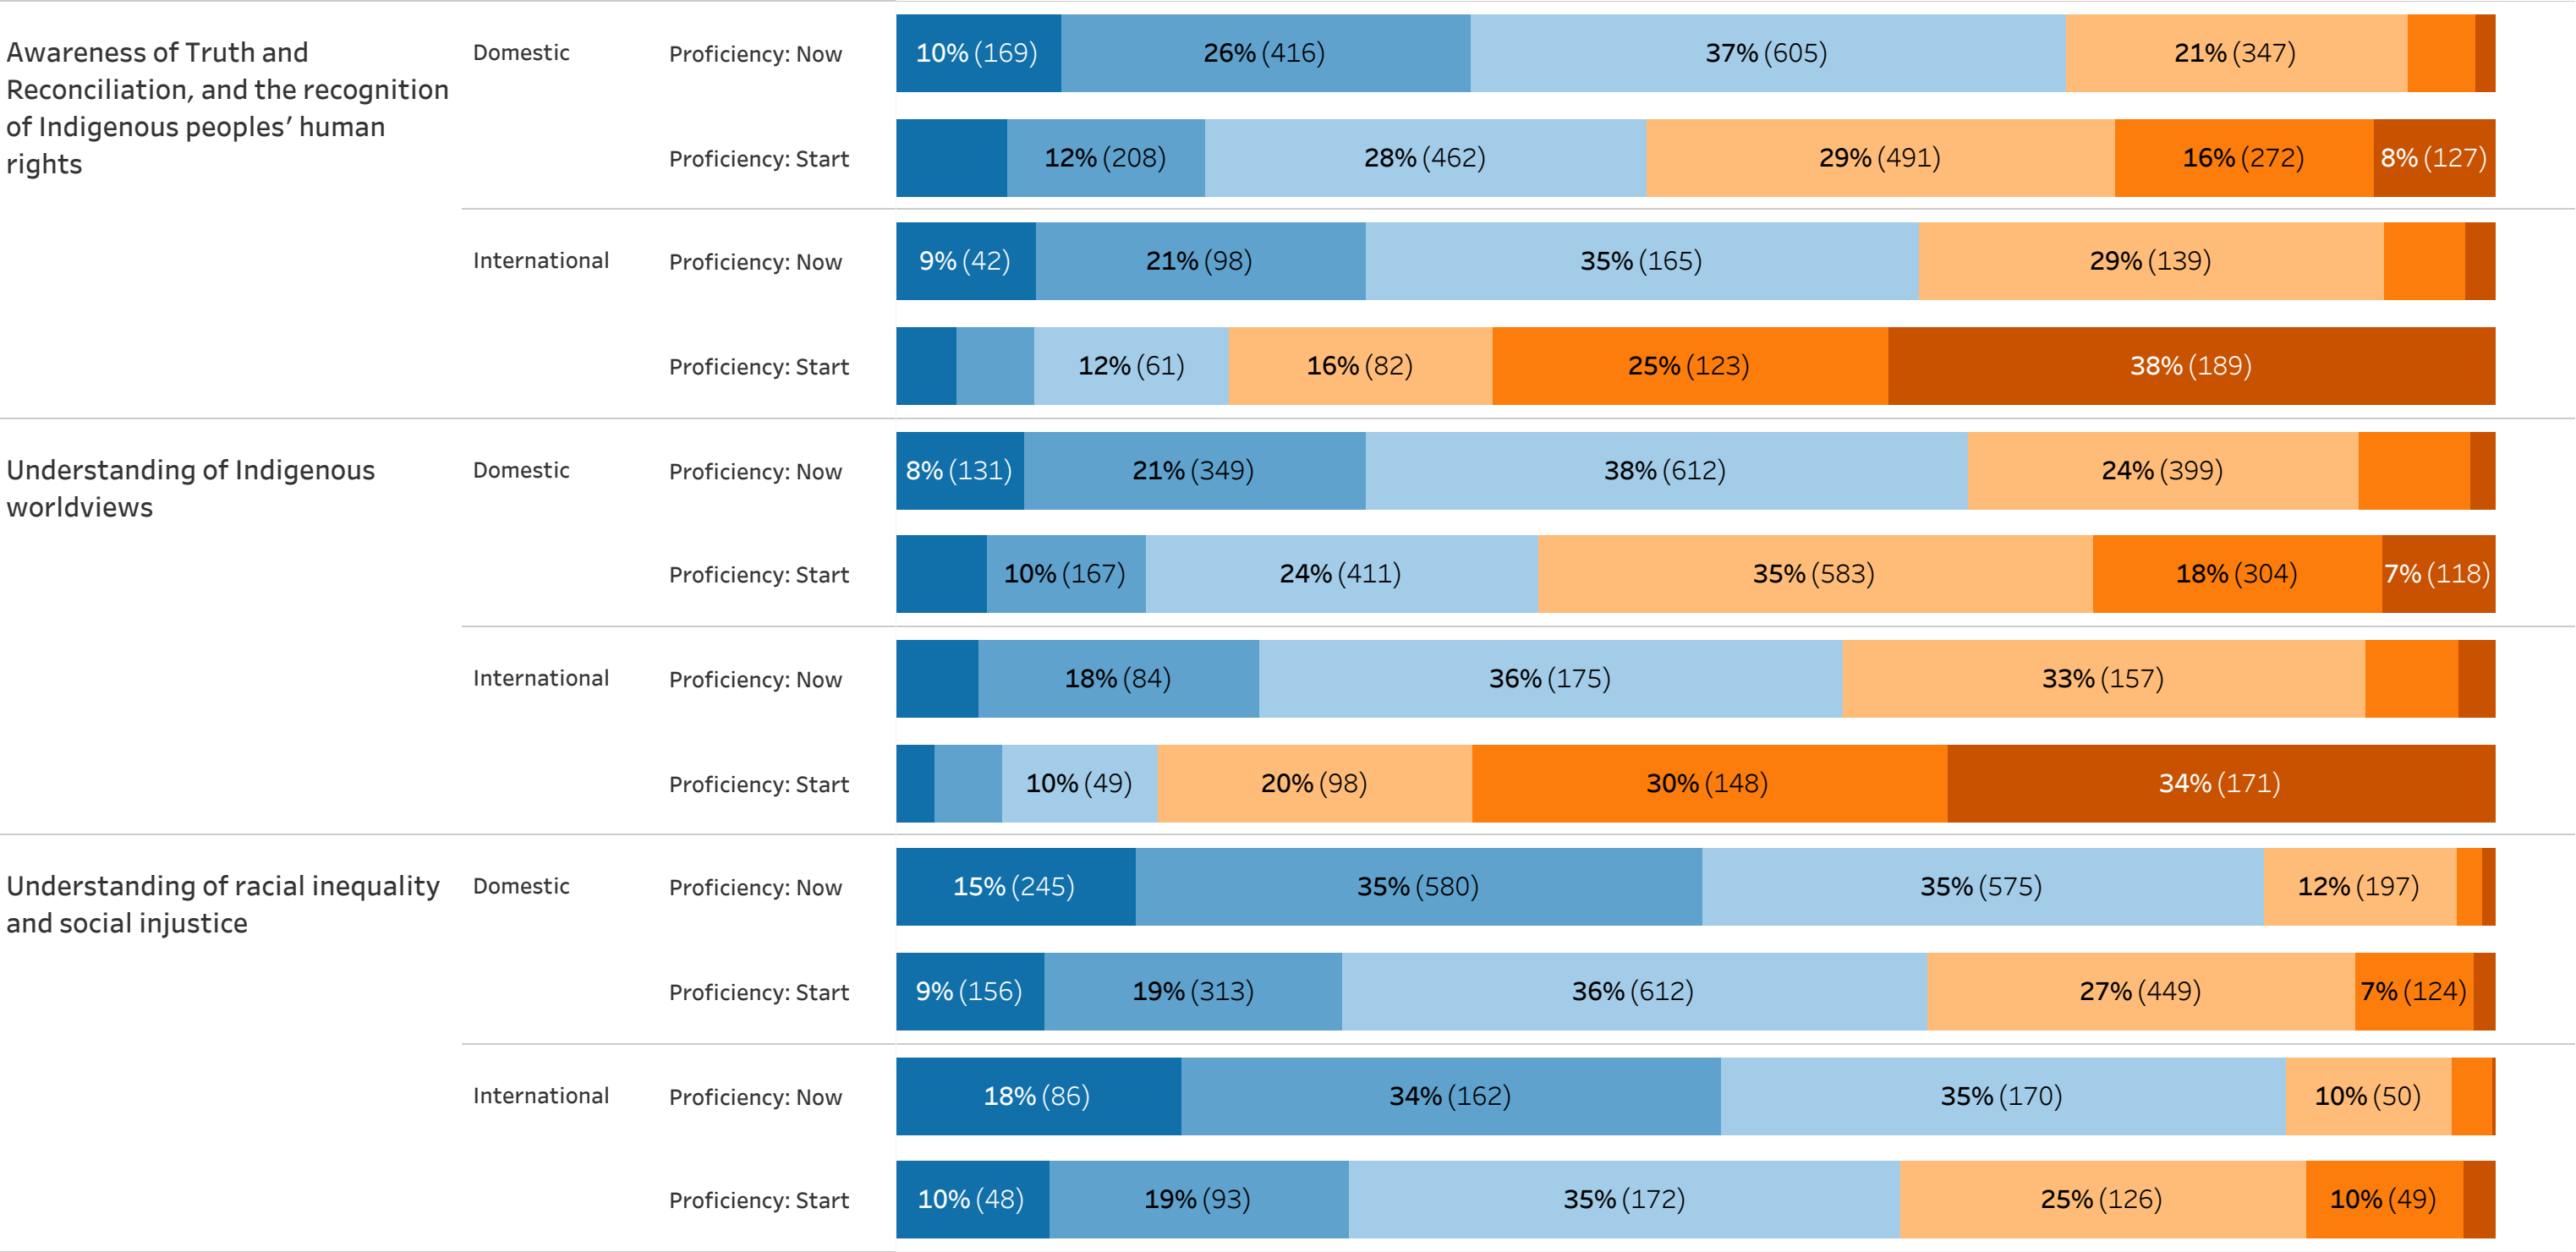 Awareness of Truth and
Reconciliation, and the recognition
of Indigenous peoples’ human
rights
Domestic
Proficiency: Now
10% (169)
26% (416)
37% (605)
21% (347)
Proficiency: Start
12% (208)
28% (462)
29% (491)
16% (272)
8% (127)
International
Proficiency: Now
9% (42)
21% (98)
35% (165)
29% (139)
Proficiency: Start
12% (61)
16% (82)
25% (123)
38% (189)
Understanding of Indigenous
worldviews
Domestic
Proficiency: Now
8% (131)
21% (349)
38% (612)
24% (399)
Proficiency: Start
10% (167)
24% (411)
35% (583)
18% (304)
7% (118)
International
Proficiency: Now
18% (84)
36% (175)
33% (157)
Proficiency: Start
10% (49)
20% (98)
30% (148)
34% (171)
Understanding of racial inequality
and social injustice
Domestic
Proficiency: Now
15% (245)
35% (580)
35% (575)
12% (197)
Proficiency: Start
9% (156)
19% (313)
36% (612)
27% (449)
7% (124)
International
Proficiency: Now
18% (86)
34% (162)
35% (170)
10% (50)
Proficiency: Start
10% (48)
19% (93)
35% (172)
25% (126)
10% (49)